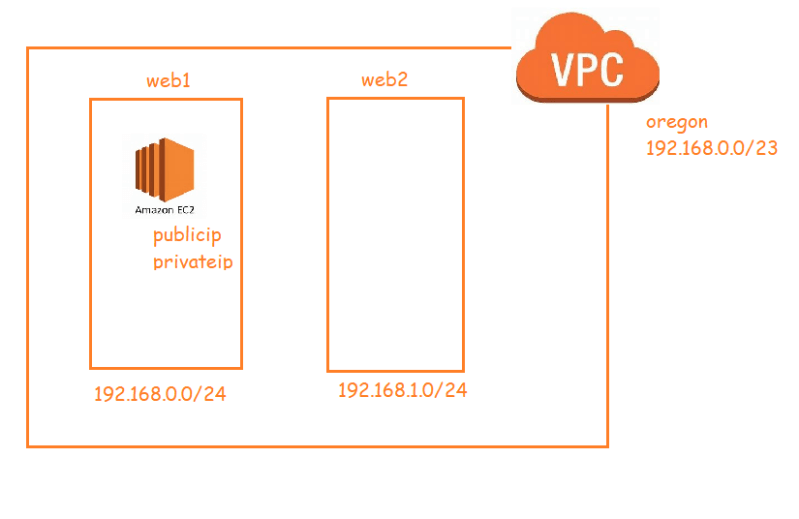 VPC
web1
web2
oregon
192.168.0.0/23
Amazon EC2
publicip
privateip
192.168.0.0/24
192.168.1.0/24